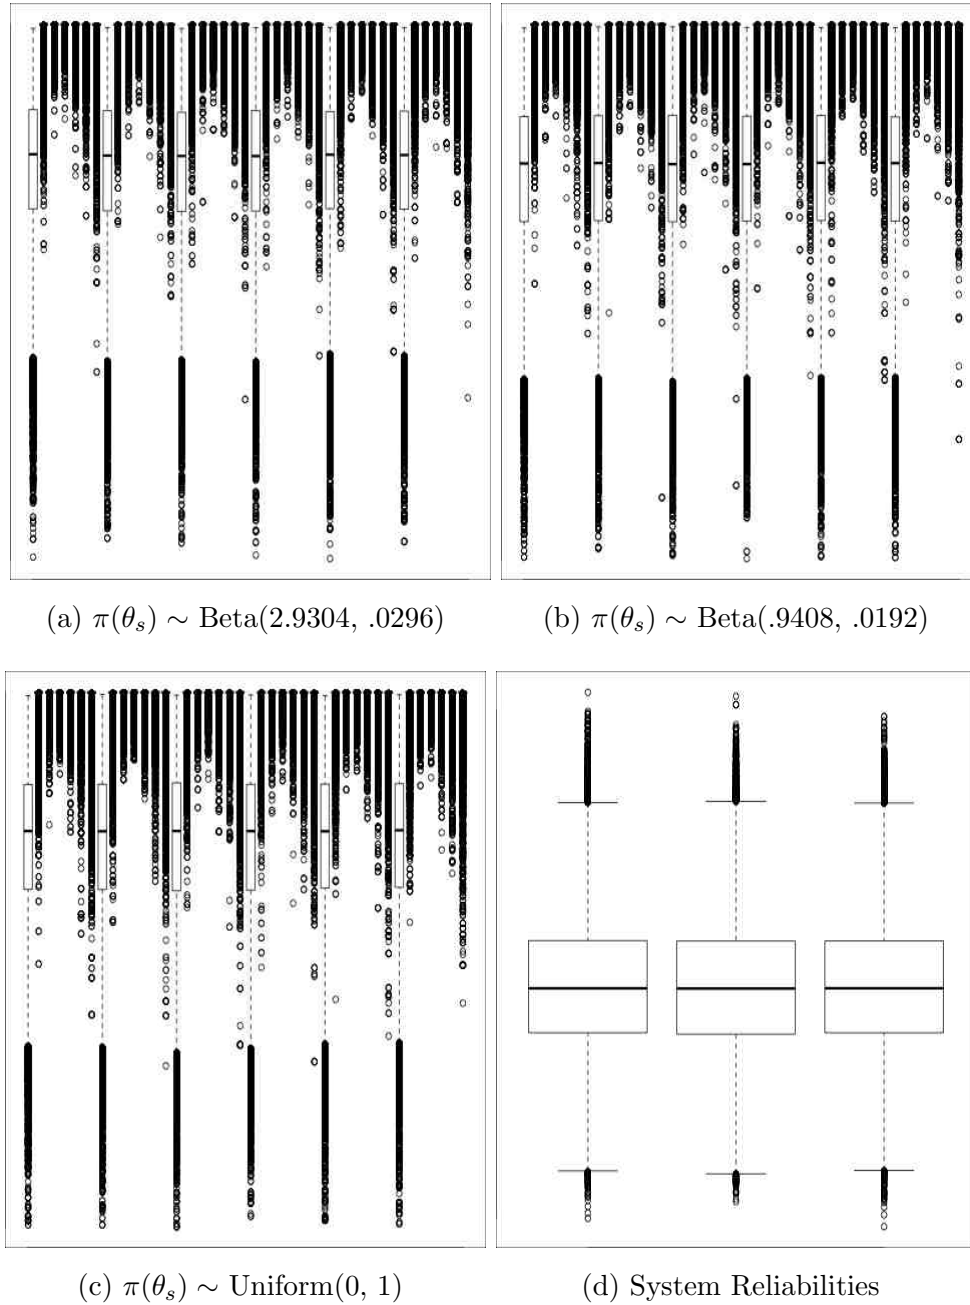 (a) π(θₛ) ∼ Beta(2.9304, .0296)
(b) π(θₛ) ∼ Beta(.9408, .0192)
(c) π(θₛ) ∼ Uniform(0, 1)
(d) System Reliabilities